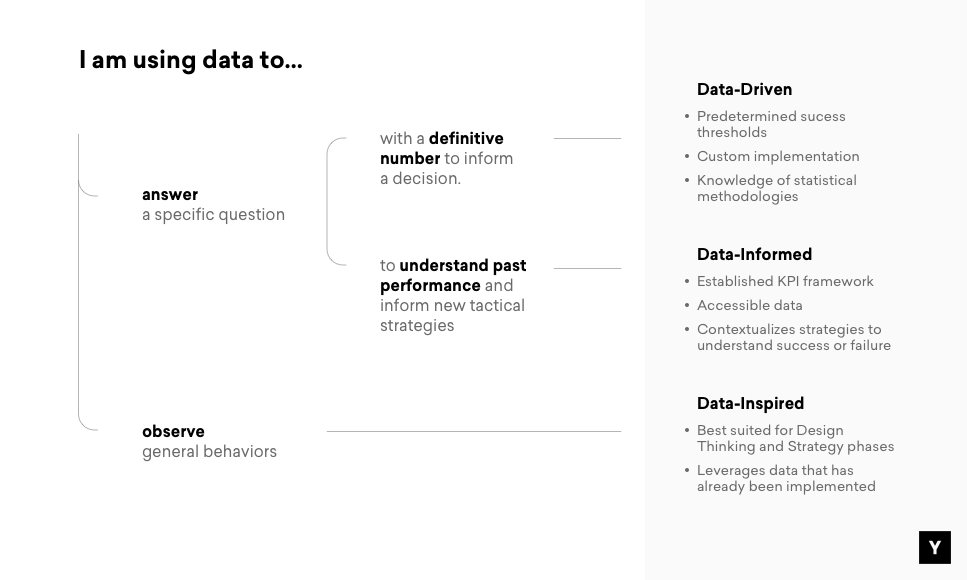 I am using data to...
answer
a specific question
with a definitive
number to inform
a decision.
to understand past
performance and
inform new tactical
strategies
observe
general behaviors
Data-Driven
• Predetermined sucess
thresholds
• Custom implementation
• Knowledge of statistical
methodologies
Data-Informed
• Established KPI framework
• Accessible data
• Contextualizes strategies to
understand success or failure
Data-Inspired
• Best suited for Design
Thinking and Strategy phases
• Leverages data that has
already been implemented
Y